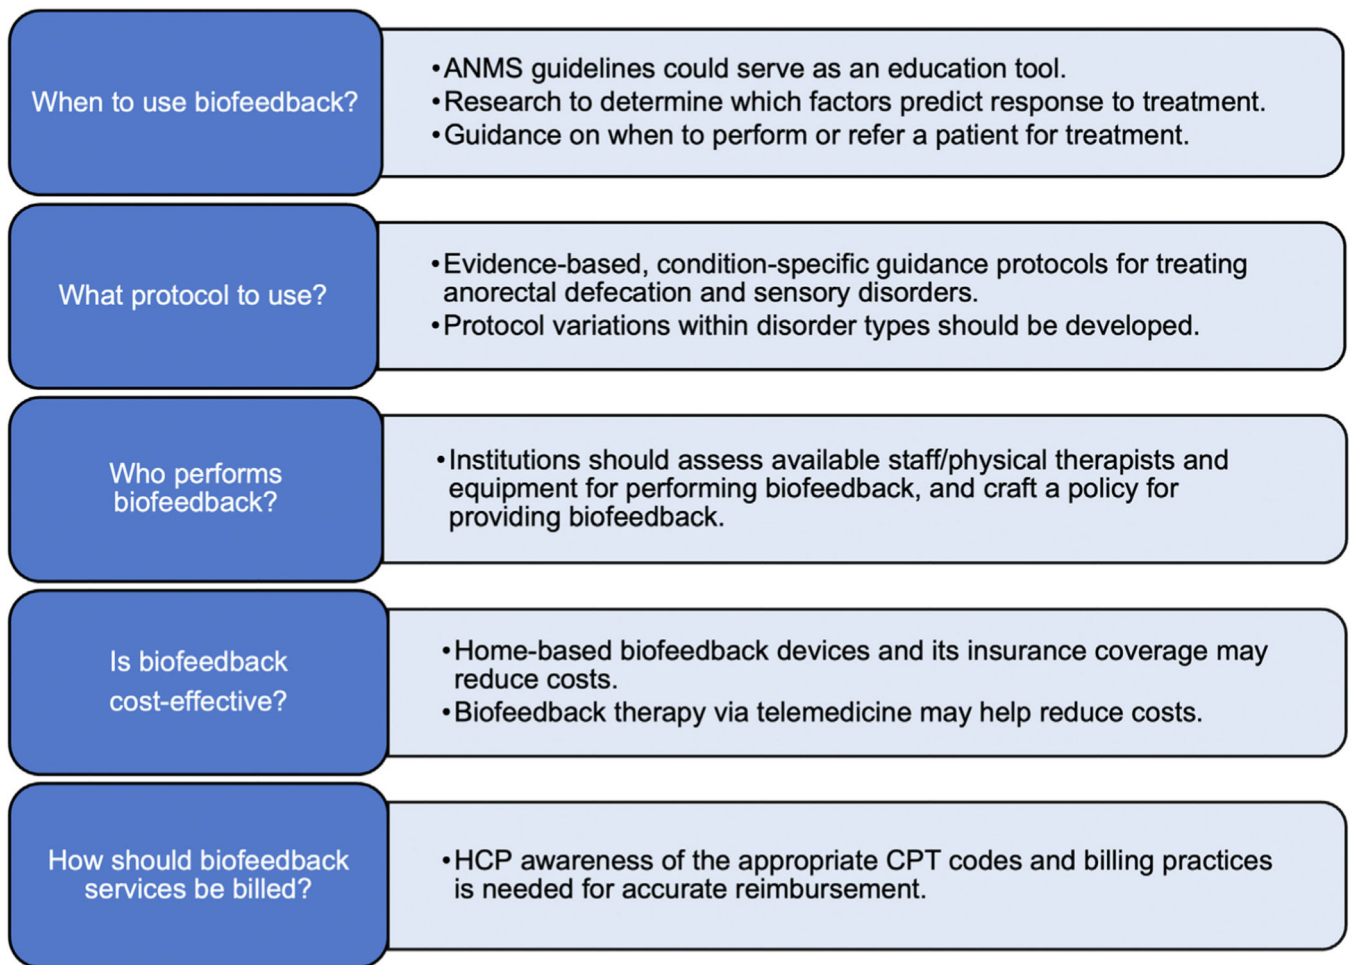 When to use biofeedback?
•ANMS guidelines could serve as an education tool.
•Research to determine which factors predict response to treatment.
•Guidance on when to perform or refer a patient for treatment.
What protocol to use?
•Evidence-based, condition-specific guidance protocols for treating
anorectal defecation and sensory disorders.
•Protocol variations within disorder types should be developed.
Who performs
biofeedback?
•Institutions should assess available staff/physical therapists and
equipment for performing biofeedback, and craft a policy for
providing biofeedback.
Is biofeedback
cost-effective?
•Home-based biofeedback devices and its insurance coverage may
reduce costs.
•Biofeedback therapy via telemedicine may help reduce costs.
How should biofeedback
services be billed?
•HCP awareness of the appropriate CPT codes and billing practices
is needed for accurate reimbursement.